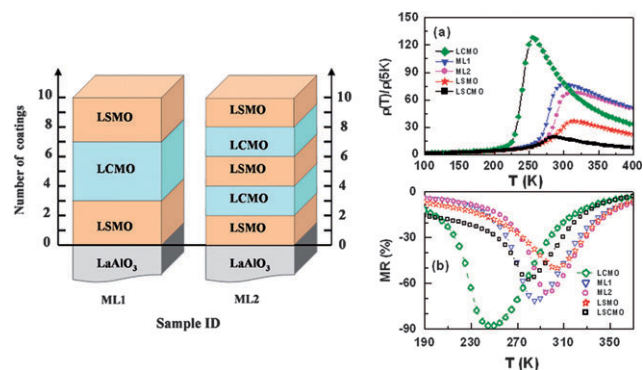 Number of coatings
10
8
6
4
2
0
LSMO
LCMO
LSMO
LaAlO3
ML1
LSMO
LCMO
LSMO
LCMO
LSMO
LaAlO3
ML2
10
8
6
4
2
0
Sample ID
(a)
ρ(T)/ρ(5K)
150
120
90
60
30
0
LCMO
ML1
ML2
LSMO
LSCMO
100 150 200 250 300 350 400
T (K)
(b)
MR (%)
0
-30
-60
-90
LCMO
ML1
ML2
LSMO
LSCMO
190 230 270 310 350
T (K)